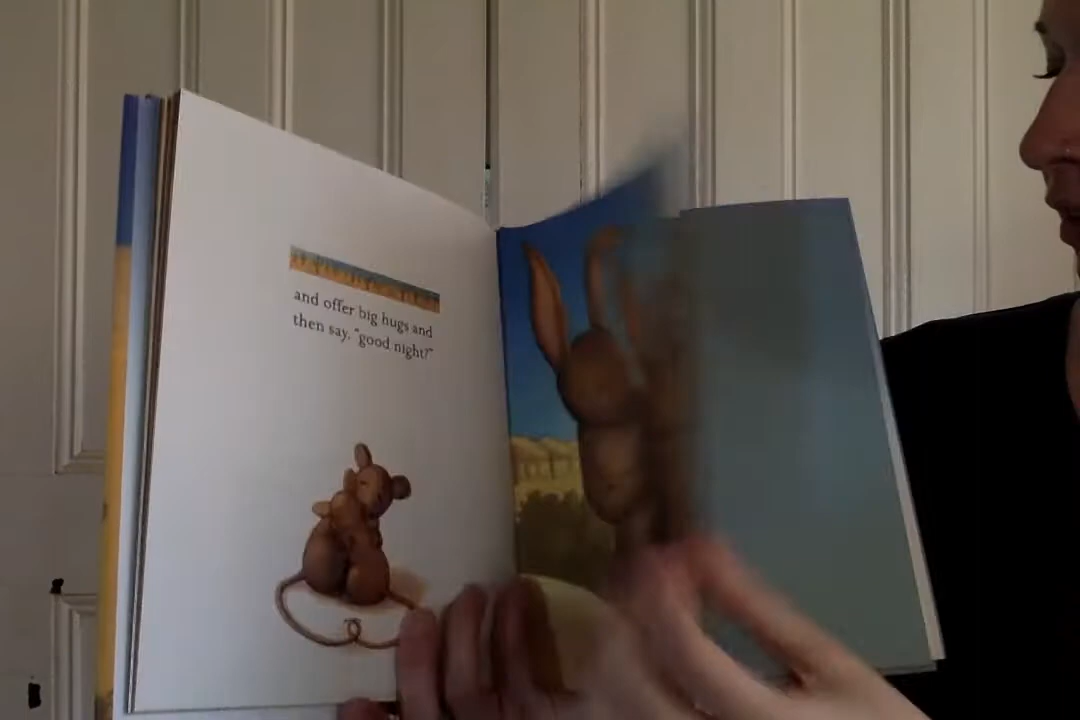 and offer big hugs and
then say, "good night?"